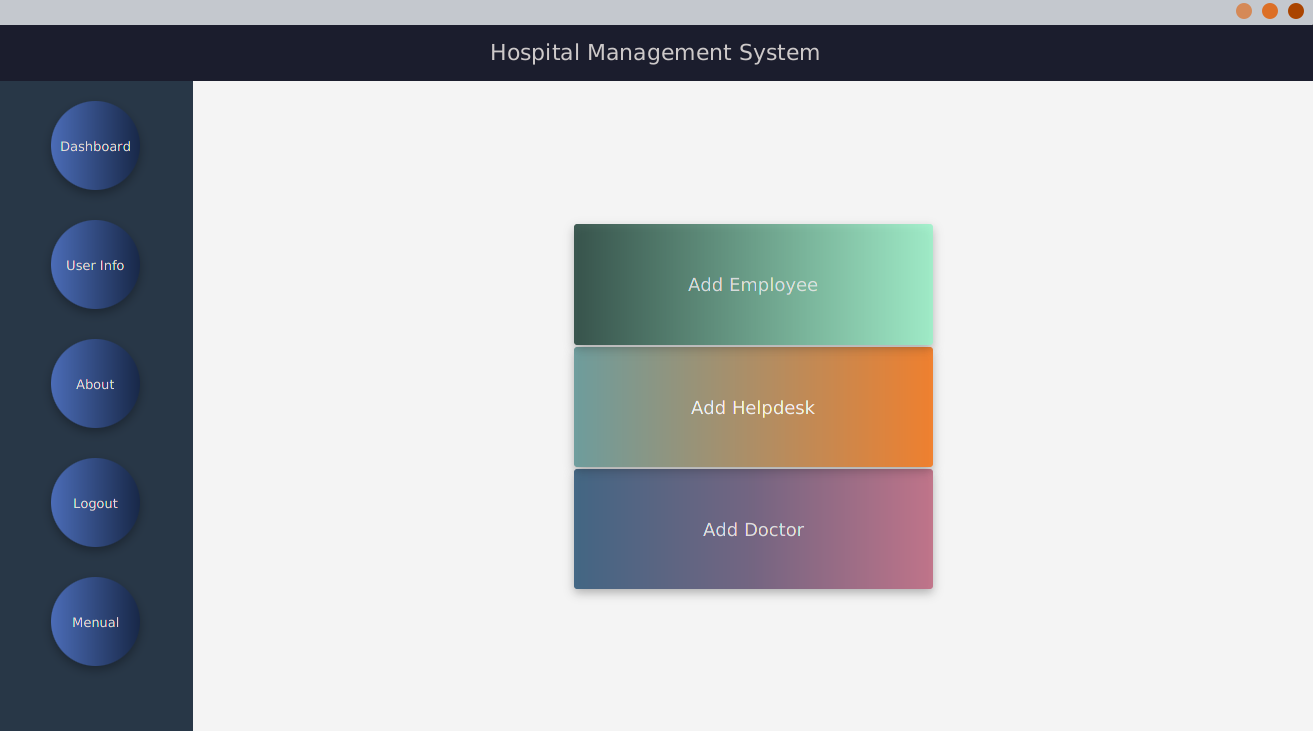 Hospital Management System
Dashboard
User Info
About
Logout
Menual
Add Employee
Add Helpdesk
Add Doctor